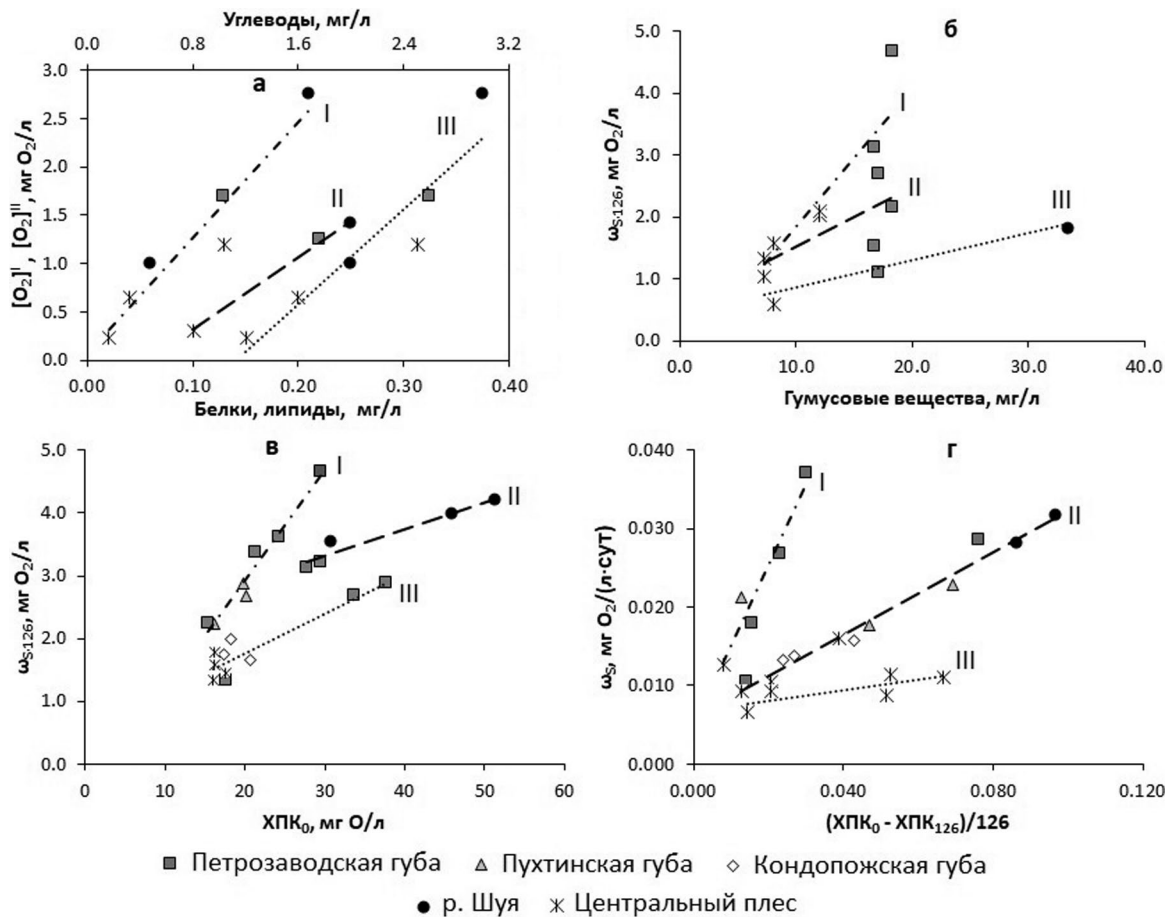 Углеводы, мг/л
0.0 0.8 1.6 2.4 3.2
а
[O₂]ᴵ, [O₂]ᴵᴵ, мг O₂/л
3.0
2.5
2.0
1.5
1.0
0.5
0.0
I
II
III
0.00 0.10 0.20 0.30 0.40
Белки, липиды, мг/л
б
ω_S·126, мг O₂/л
5.0
4.0
3.0
2.0
1.0
0.0
I
II
III
0.0 10.0 20.0 30.0 40.0
Гумусовые вещества, мг/л
в
ω_S·126, мг O₂/л
5.0
4.0
3.0
2.0
1.0
0.0
I
II
III
0 10 20 30 40 50 60
ХПК₀, мг О/л
г
ω_S, мг O₂/(л·сут)
0.040
0.030
0.020
0.010
0.000
I
II
III
0.000 0.040 0.080 0.120
(ХПК₀ - ХПК₁₂₆)/126
Петрозаводская губа Пухтинская губа Кондопожская губа
р. Шуя Центральный плес